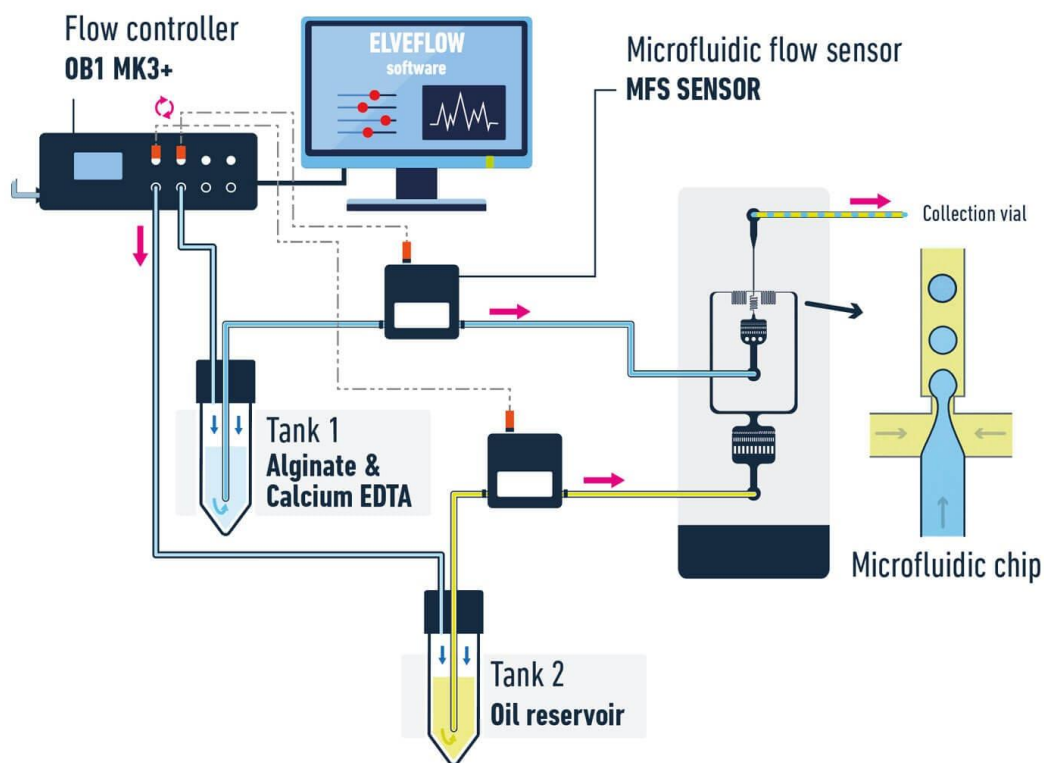 Flow controller
OB1 MK3+
ELVEFLOW
software
Microfluidic flow sensor
MFS SENSOR
Collection vial
Tank 1
Alginate &
Calcium EDTA
Microfluidic chip
Tank 2
Oil reservoir